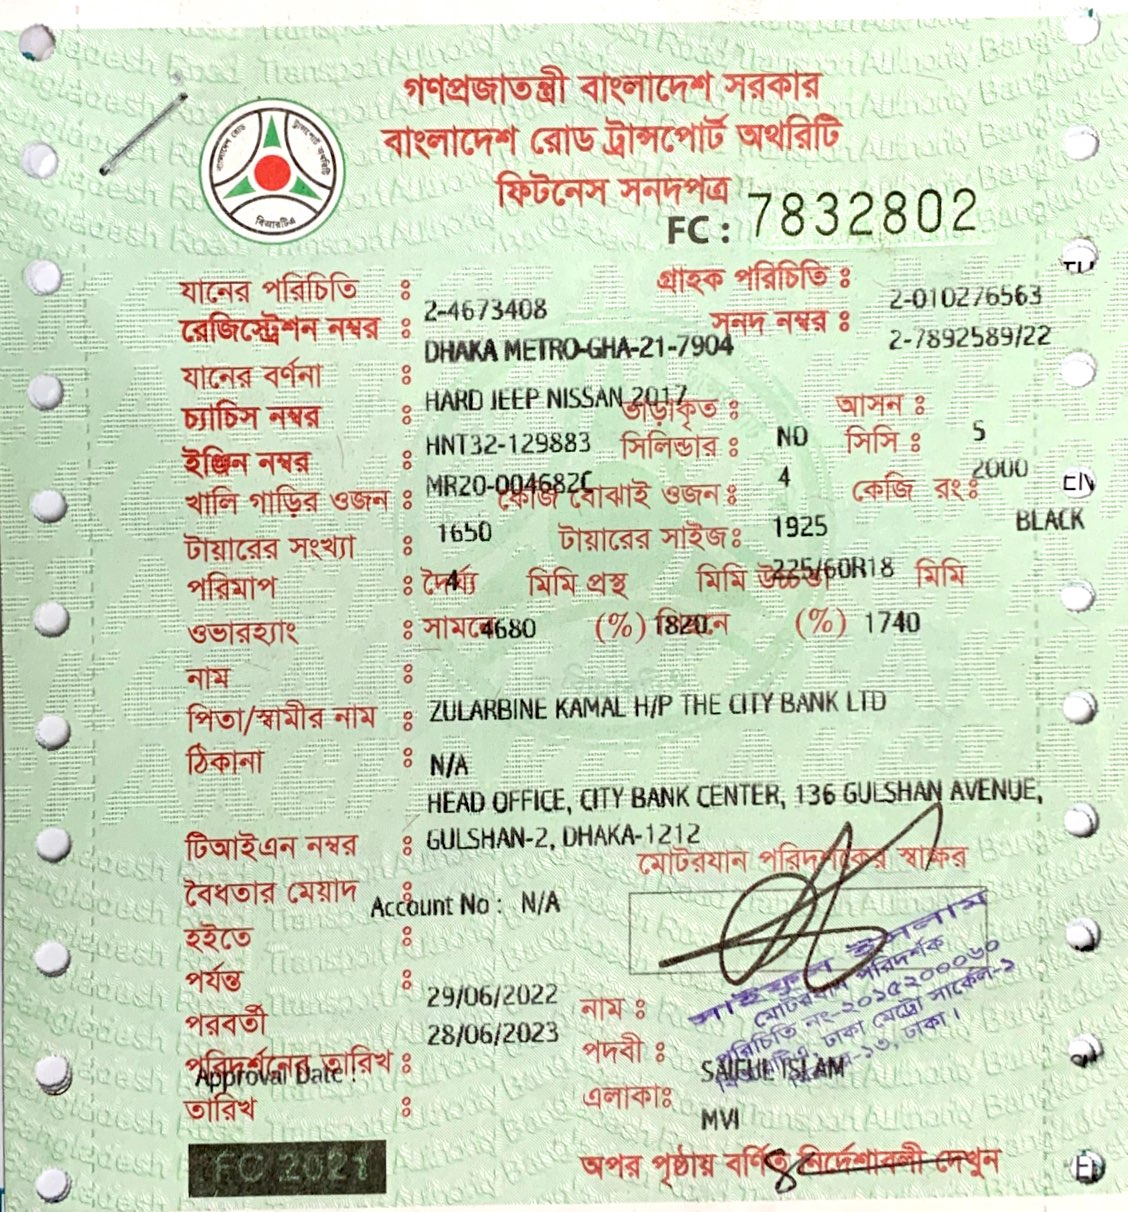 গণপ্রজাতন্ত্রী বাংলাদেশ সরকার
বাংলাদেশ রোড ট্রান্সপোর্ট অথরিটি
ফিটনেস সনদপত্র
FC : 7832802
বাংলাদেশ রোড ট্রান্সপোর্ট অথরিটি
বিআরটিএ
যানের পরিচিতি : 2-4673408 গ্রাহক পরিচিতি : 2-010276563
রেজিস্ট্রেশন নম্বর : DHAKA METRO-GHA-21-7904 সনদ নম্বর : 2-7892589/22
যানের বর্ণনা : HARD JEEP NISSAN 2017
চ্যাচিস নম্বর : HNT32-129883 ভাড়াকৃত : NO আসন : 5
ইঞ্জিন নম্বর : MR20-004682C সিলিন্ডার : 4 সিসি : 2000
খালি গাড়ির ওজন : 1650 কেজি বোঝাই ওজন : 1925 কেজি রং : BLACK
টায়ারের সংখ্যা : 4 টায়ারের সাইজ : 225/60R18
পরিমাপ : দৈর্ঘ্য 4680 মিমি প্রস্থ 1820 মিমি উচ্চতা 1740 মিমি
ওভারহ্যাং : সামনে (%) পিছনে (%)
নাম : ZULARBINE KAMAL H/P THE CITY BANK LTD
পিতা/স্বামীর নাম : N/A
ঠিকানা : HEAD OFFICE, CITY BANK CENTER, 136 GULSHAN AVENUE,
GULSHAN-2, DHAKA-1212
টিআইএন নম্বর :
মোটরযান পরিদর্শকের স্বাক্ষর
বৈধতার মেয়াদ : Account No : N/A
হইতে : 29/06/2022
পর্যন্ত : 28/06/2023
পরবর্তী
পরিদর্শনের তারিখ :
Approval Date :
তারিখ :
সাইফুল ইসলাম
মোটরযান পরিদর্শক
পরিচিতি নং-২০১৫২০০০৬০
ঢাকা মেট্রো সার্কেল-১
ঢাকা।
নাম : SAIFUL ISLAM
পদবী : MVI
এলাকাঃ
FC 2021
অপর পৃষ্ঠায় বর্ণিত নির্দেশাবলী দেখুন